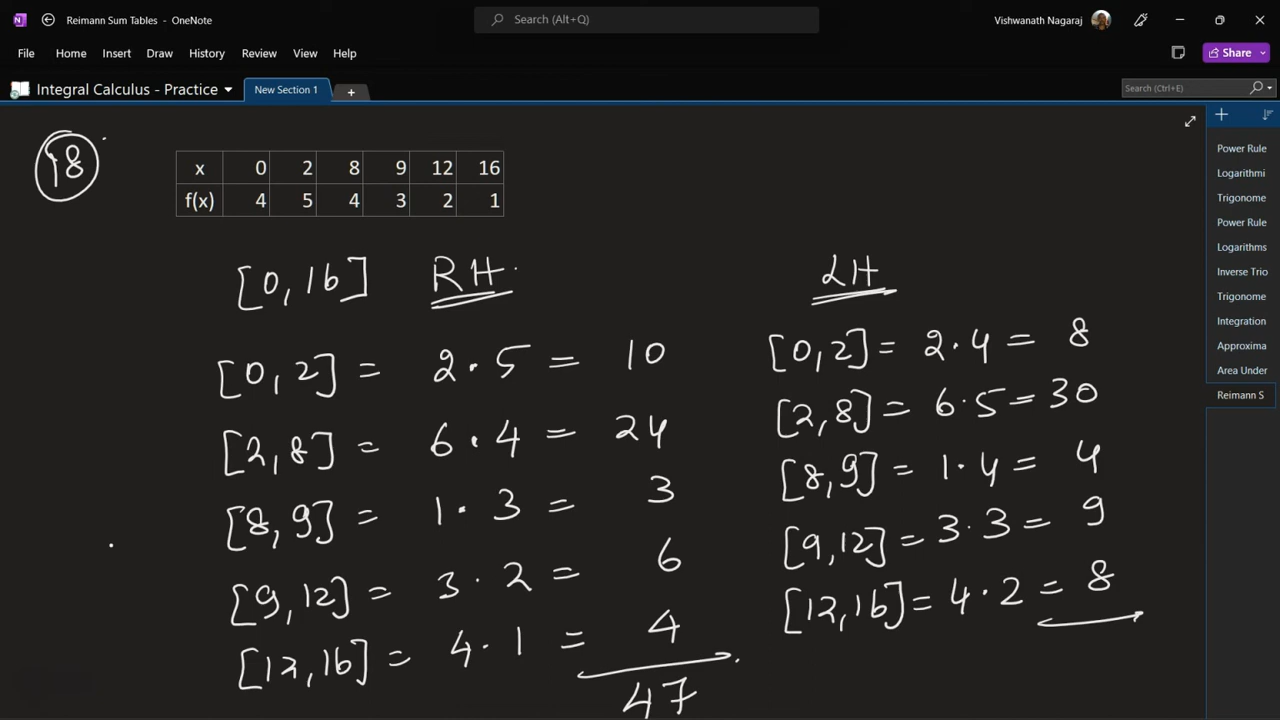 Reimann Sum Tables - OneNote
Search (Alt+Q)
Vishwanath Nagaraj
File Home Insert Draw History Review View Help
Share
Integral Calculus - Practice
New Section 1
+
Search (Ctrl+E)
18
x 0 2 8 9 12 16
f(x) 4 5 4 3 2 1
[0, 16] RH
[0, 2] = 2 · 5 = 10
[2, 8] = 6 · 4 = 24
[8, 9] = 1 · 3 = 3
[9, 12] = 3 · 2 = 6
[12, 16] = 4 · 1 = 4
47
LH
[0, 2] = 2 · 4 = 8
[2, 8] = 6 · 5 = 30
[8, 9] = 1 · 4 = 4
[9, 12] = 3 · 3 = 9
[12, 16] = 4 · 2 = 8
Power Rule
Logarithmi
Trigonome
Power Rule
Logarithms
Inverse Trio
Trigonome
Integration
Approxima
Area Under
Reimann S